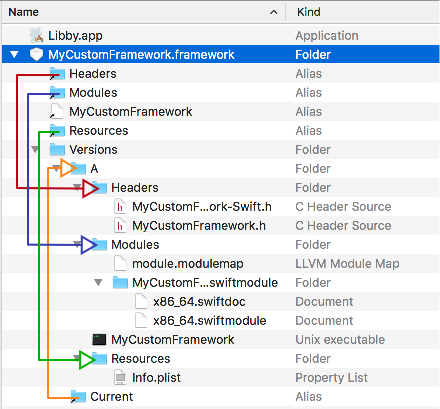 Name Kind
Libby.app Application
MyCustomFramework.framework Folder
Headers Alias
Modules Alias
MyCustomFramework Alias
Resources Alias
Versions Folder
A Folder
Headers Folder
MyCustomF...ork-Swift.h C Header Source
MyCustomFramework.h C Header Source
Modules Folder
module.modulemap LLVM Module Map
MyCustomF...swiftmodule Folder
x86_64.swiftdoc Document
x86_64.swiftmodule Document
MyCustomFramework Unix executable
Resources Folder
Info.plist Property List
Current Alias